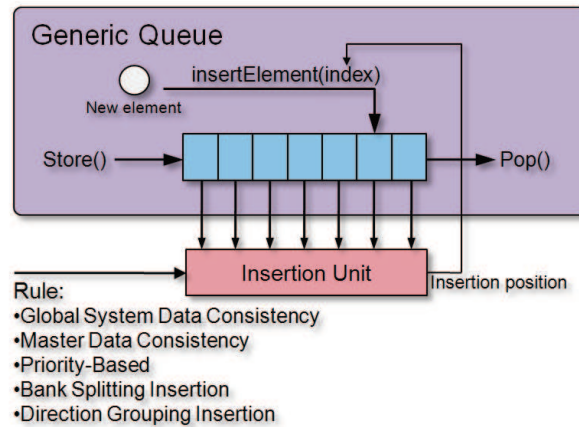 Generic Queue
insertElement(index)
New element
Store()
Pop()
Insertion Unit
Insertion position
Rule:
•Global System Data Consistency
•Master Data Consistency
•Priority-Based
•Bank Splitting Insertion
•Direction Grouping Insertion